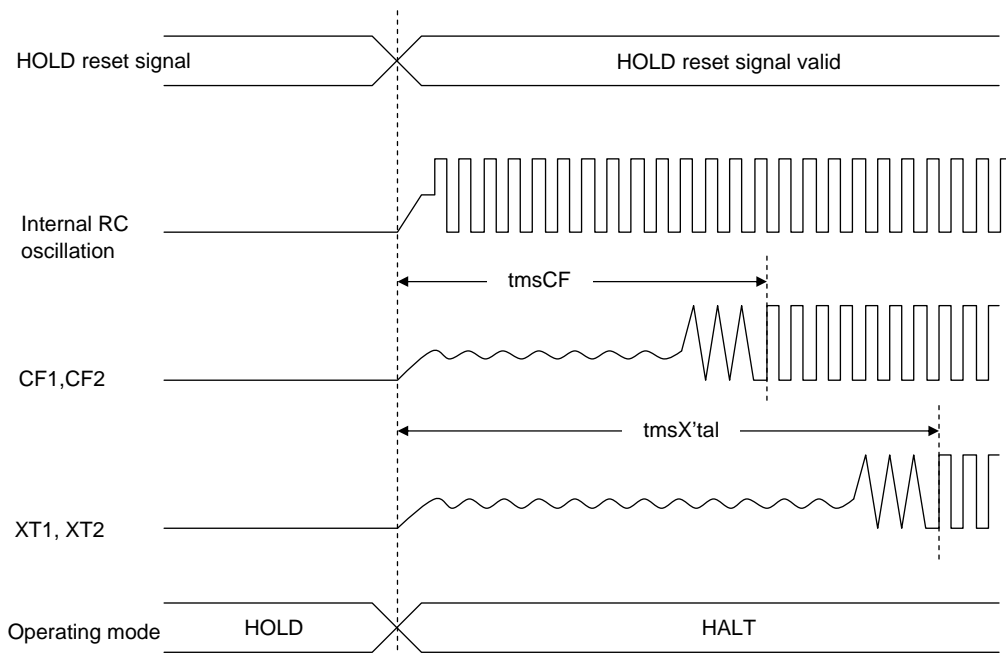 HOLD reset signal
HOLD reset signal valid
Internal RC
oscillation
tmsCF
CF1,CF2
tmsX'tal
XT1, XT2
Operating mode
HOLD
HALT